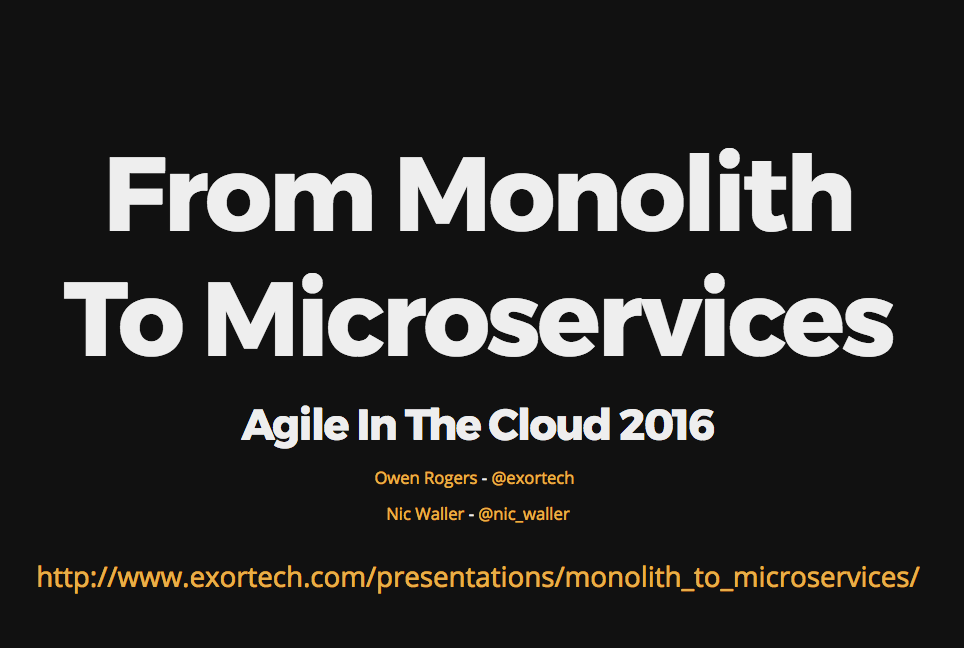 From Monolith
To Microservices
Agile In The Cloud 2016
Owen Rogers - @exortech
Nic Waller - @nic_waller
http://www.exortech.com/presentations/monolith_to_microservices/